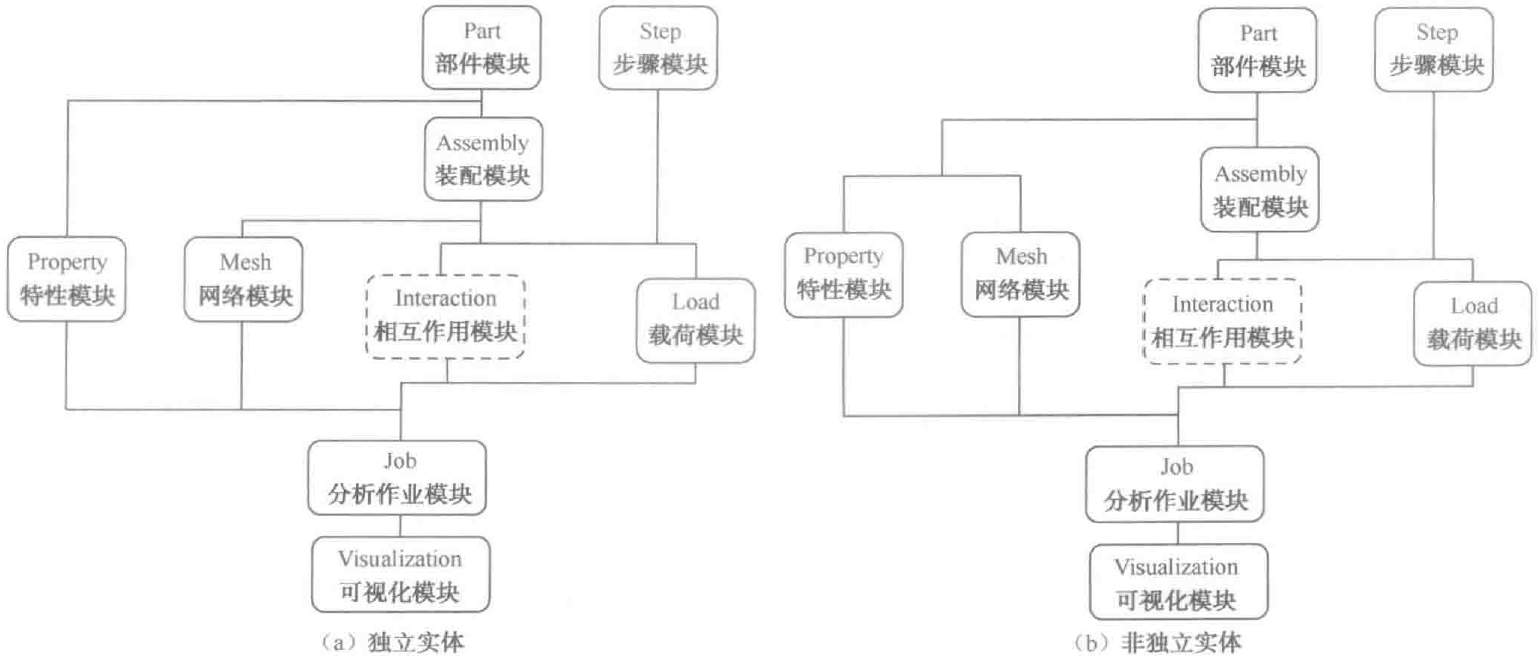 Part
部件模块
Step
步骤模块
Assembly
装配模块
Property
特性模块
Mesh
网络模块
Interaction
相互作用模块
Load
载荷模块
Job
分析作业模块
Visualization
可视化模块
（a）独立实体
Part
部件模块
Step
步骤模块
Assembly
装配模块
Property
特性模块
Mesh
网络模块
Interaction
相互作用模块
Load
载荷模块
Job
分析作业模块
Visualization
可视化模块
（b）非独立实体